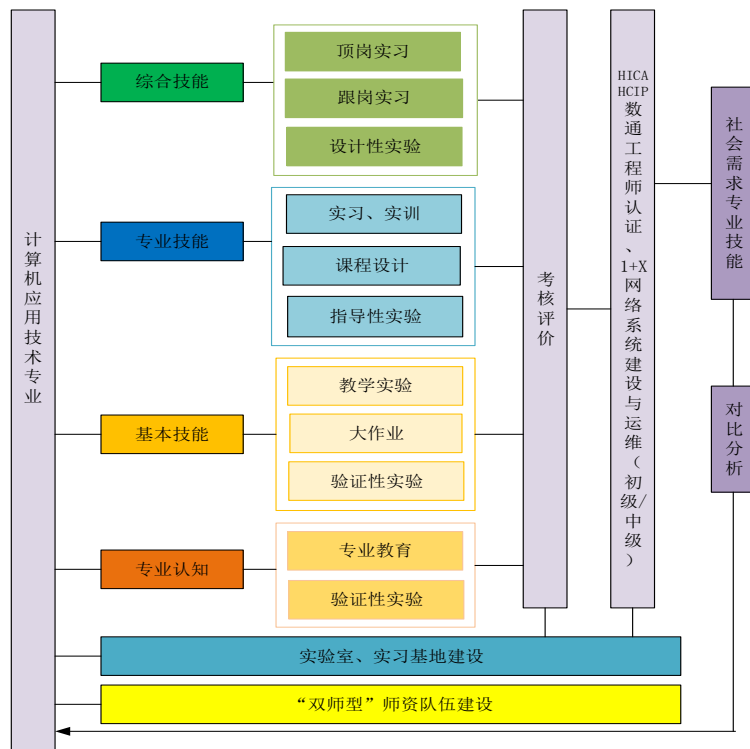 计算机应用技术专业
综合技能
顶岗实习
跟岗实习
设计性实验
专业技能
实习、实训
课程设计
指导性实验
基本技能
教学实验
大作业
验证性实验
专业认知
专业教育
验证性实验
考核评价
HICA
HCIP
数通工程师认证、1+X网络系统建设与运维（初级/中级）
社会需求专业技能
对比分析
实验室、实习基地建设
“双师型”师资队伍建设